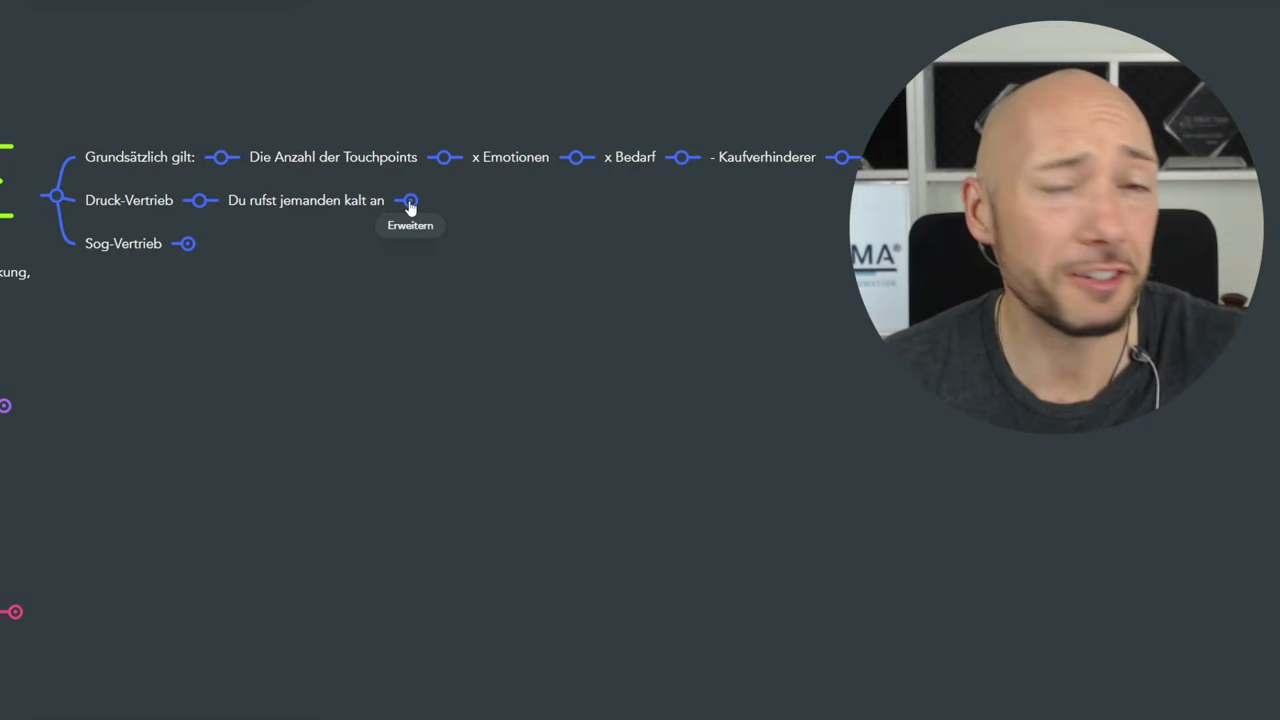 Grundsätzlich gilt: Die Anzahl der Touchpoints x Emotionen x Bedarf - Kaufverhinderer
Druck-Vertrieb Du rufst jemanden kalt an
Erweitern
Sog-Vertrieb
kung,
MA®